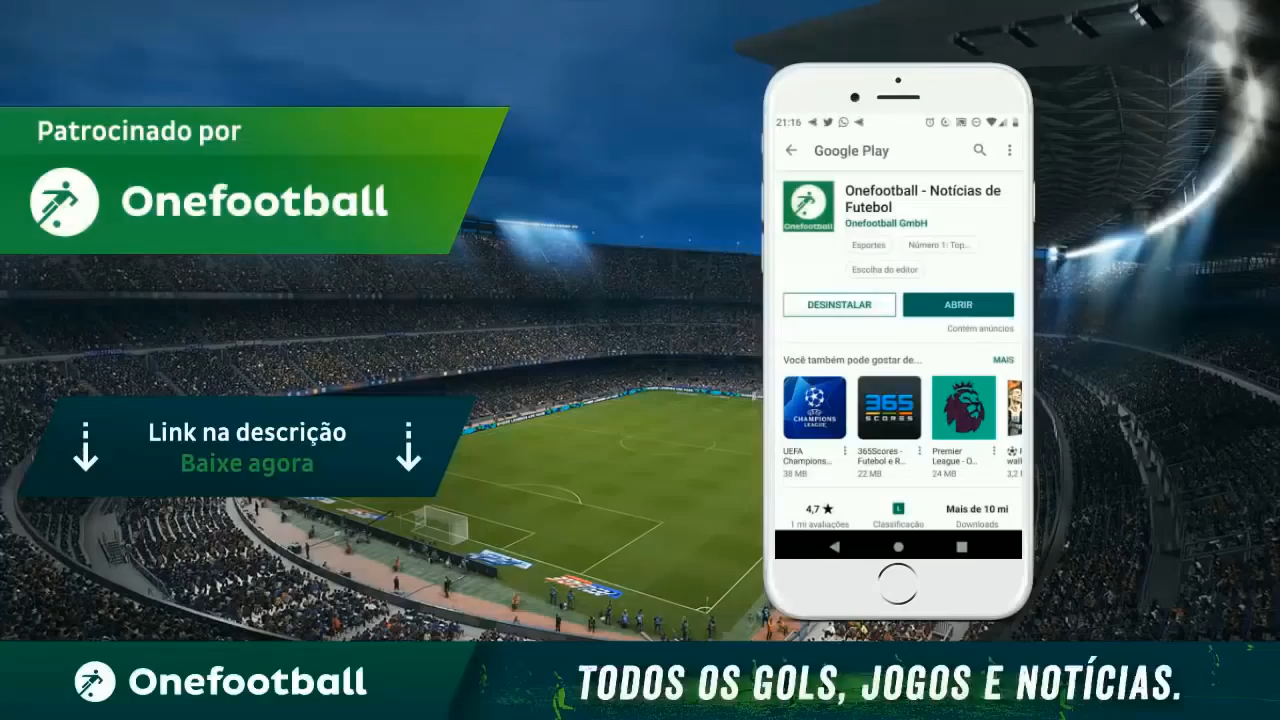 Patrocinado por
Onefootball
Link na descrição
Baixe agora
21:16
Google Play
Onefootball - Notícias de
Futebol
Onefootball GmbH
Onefootball
Esportes
Número 1: Top...
Escolha do editor
DESINSTALAR
ABRIR
Contém anúncios
Você também pode gostar de...
MAIS
CHAMPIONS
LEAGUE
365
SCORES
UEFA
Champions...
38 MB
365Scores -
Futebol e R...
22 MB
Premier
League - O...
24 MB
wall
3,2
4,7 ★
1 mi avaliações
L
Classificação
Mais de 10 mi
Downloads
Onefootball
TODOS OS GOLS, JOGOS E NOTÍCIAS.